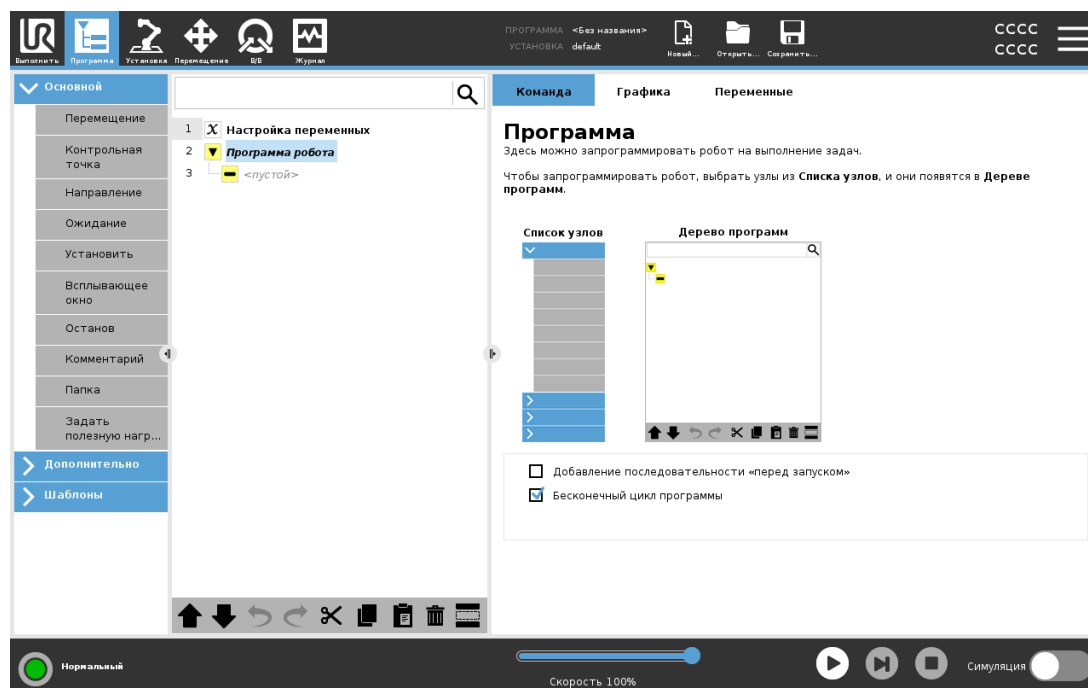 UR
ПРОГРАММА <Без названия>
УСТАНОВКА default
Новый...
Открыть...
Сохранить...
CCCC
CCCC
Выполнить
Программа
Установка
Перемещение
В/В
Журнал
Основной
Перемещение
Контрольная
точка
Направление
Ожидание
Установить
Всплывающее
окно
Останов
Комментарий
Папка
Задать
полезную нагр...
Дополнительно
Шаблоны
1 X Настройка переменных
2 Программа робота
3 <пустой>
Команда
Графика
Переменные
Программа
Здесь можно запрограммировать робот на выполнение задач.
Чтобы запрограммировать робот, выбрать узлы из Списка узлов, и они появятся в Дереве
программ.
Список узлов
Дерево программ
Добавление последовательности «перед запуском»
Бесконечный цикл программы
Нормальный
Скорость 100%
Симуляция